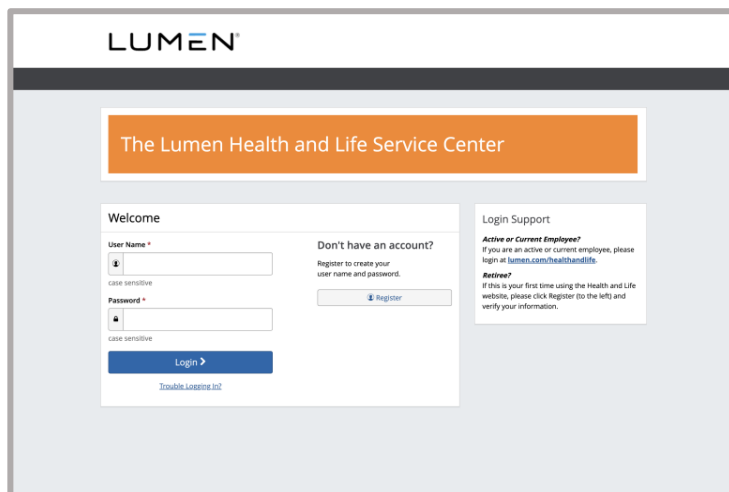 LUMEN®
The Lumen Health and Life Service Center
Welcome
User Name *
case sensitive
Password *
case sensitive
Login
Trouble Logging In?
Don't have an account?
Register to create your
user name and password.
Register
Login Support
Active or Current Employee?
If you are an active or current employee, please
login at lumen.com/healthandlife.
Retiree?
If this is your first time using the Health and Life
website, please click Register (to the left) and
verify your information.